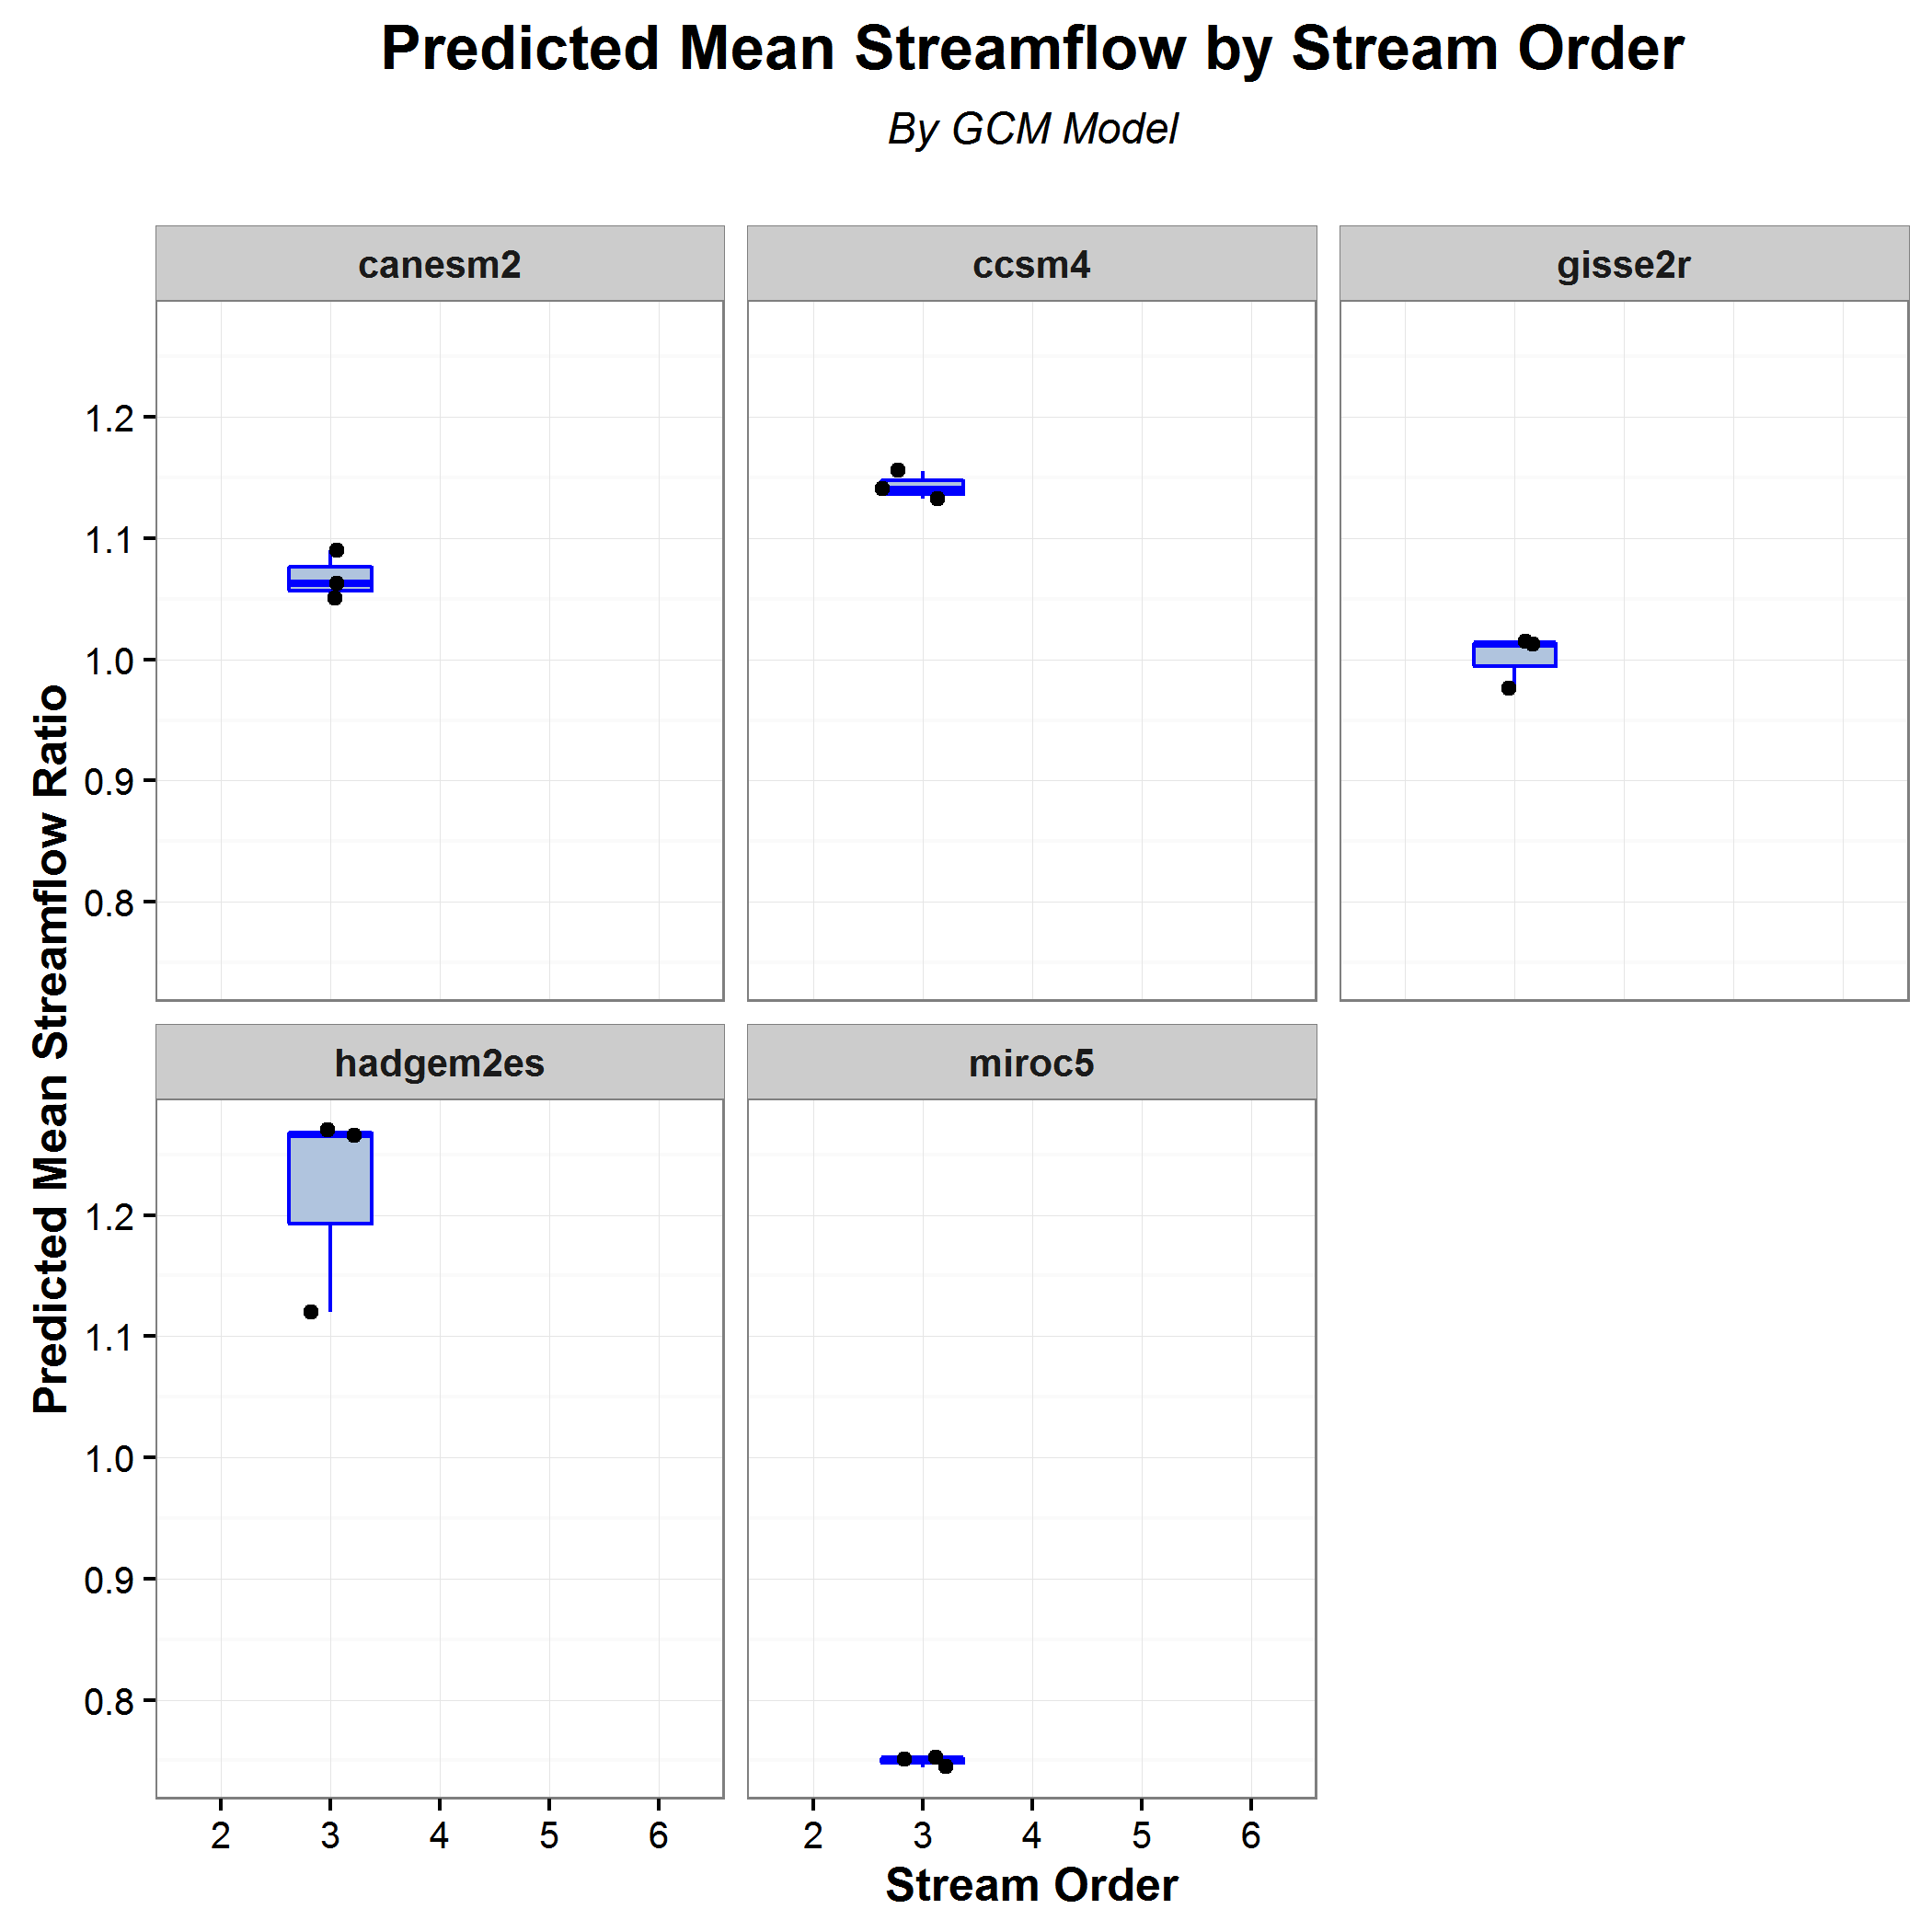 Predicted Mean Streamflow by Stream Order
By GCM Model
canesm2
ccsm4
gisse2r
1.2
1.1
1.0
0.9
0.8
Predicted Mean Streamflow Ratio
hadgem2es
miroc5
1.2
1.1
1.0
0.9
0.8
2 3 4 5 6
2 3 4 5 6
Stream Order